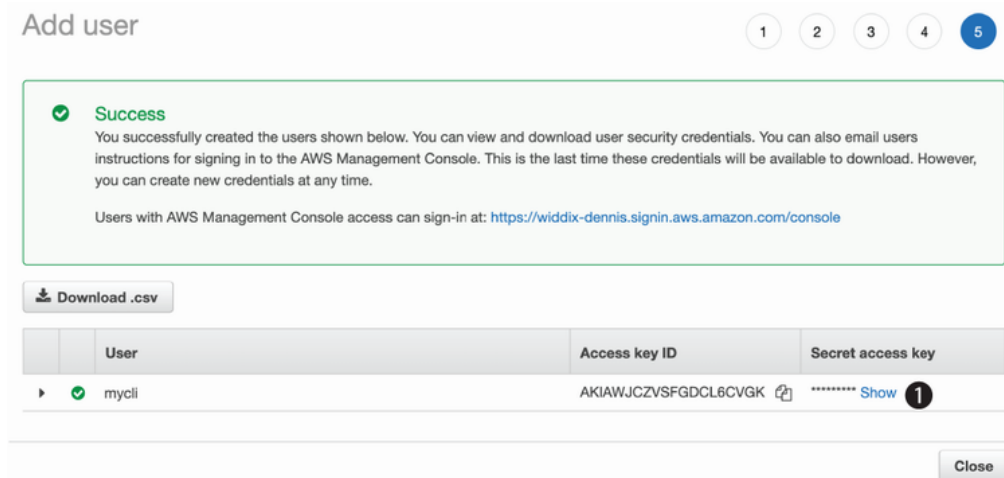 Add user
1 2 3 4 5
Success
You successfully created the users shown below. You can view and download user security credentials. You can also email users
instructions for signing in to the AWS Management Console. This is the last time these credentials will be available to download. However,
you can create new credentials at any time.
Users with AWS Management Console access can sign-in at: https://widdix-dennis.signin.aws.amazon.com/console
Download .csv
User Access key ID Secret access key
mycli AKIAWJCZVSFGDCL6CVGK ********* Show 1
Close